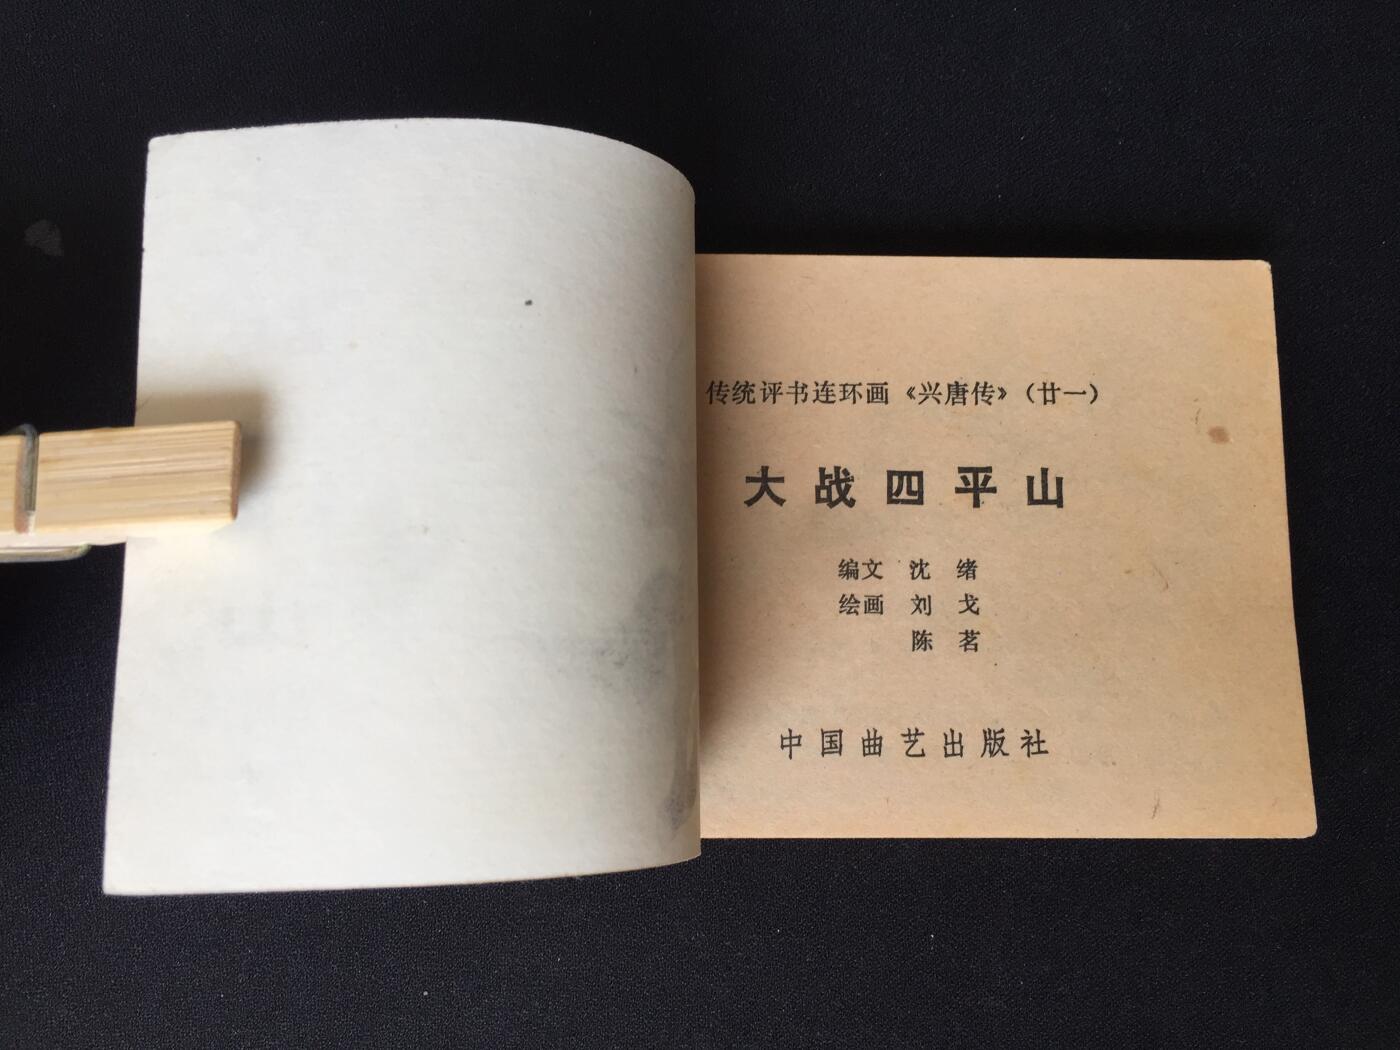 传统评书连环画《兴唐传》（廿一）
大战四平山
编文 沈 绪
绘画 刘 戈
陈 茗
中国曲艺出版社